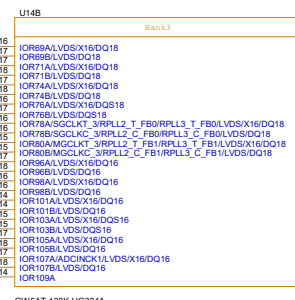 U14B
Bank3
IOR69A/LVDS/X16/DQ18
IOR69B/LVDS/DQ18
IOR71A/LVDS/X16/DQ18
IOR71B/LVDS/DQ18
IOR74A/LVDS/X16/DQ18
IOR74B/LVDS/DQ18
IOR76A/LVDS/X16/DQS18
IOR76B/LVDS/DQS18
IOR78A/SGCLKT_3/RPLL2_T_FB0/RPLL3_T_FB0/LVDS/X16/DQ18
IOR78B/SGCLKC_3/RPLL2_C_FB0/RPLL3_C_FB0/LVDS/DQ18
IOR80A/MGCLKT_3/RPLL2_T_FB1/RPLL3_T_FB1/LVDS/X16/DQ18
IOR80B/MGCLKC_3/RPLL2_C_FB1/RPLL3_C_FB1/LVDS/DQ18
IOR96A/LVDS/X16/DQ16
IOR96B/LVDS/DQ16
IOR98A/LVDS/X16/DQ16
IOR98B/LVDS/DQ16
IOR101A/LVDS/X16/DQ16
IOR101B/LVDS/DQ16
IOR103A/LVDS/X16/DQS16
IOR103B/LVDS/DQS16
IOR105A/LVDS/X16/DQ16
IOR105B/LVDS/DQ16
IOR107A/ADCINCK1/LVDS/X16/DQ16
IOR107B/LVDS/DQ16
IOR109A